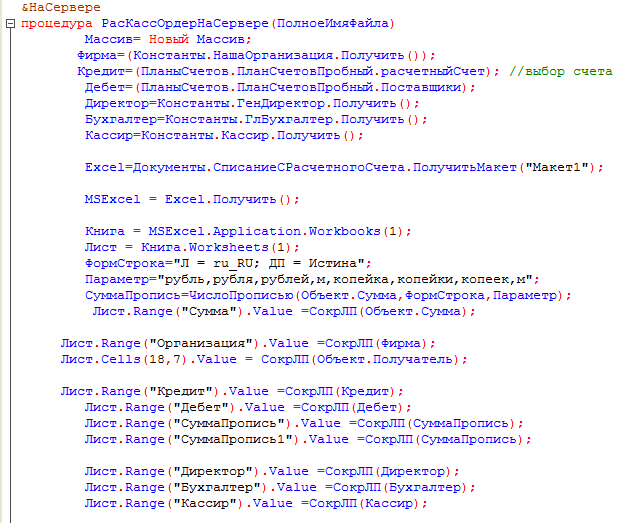 &НаСервере
процедура РасКассОрдерНаСервере(ПолноеИмяФайла)
Массив= Новый Массив;
Фирма=(Константы.НашаОрганизация.Получить());
Кредит=(ПланыСчетов.ПланСчетовПробный.расчетныйСчет); //выбор счета
Дебет=(ПланыСчетов.ПланСчетовПробный.Поставщики);
Директор=Константы.ГенДиректор.Получить();
Бухгалтер=Константы.ГлБухгалтер.Получить();
Кассир=Константы.Кассир.Получить();
Excel=Документы.СписаниеСРасчетногоСчета.ПолучитьМакет("Макет1");
MSExcel = Excel.Получить();
Книга = MSExcel.Application.Workbooks(1);
Лист = Книга.Worksheets(1);
ФормСтрока="Л = ru_RU; ДП = Истина";
Параметр="рубль,рубля,рублей,м,копейка,копейки,копеек,м";
СуммаПропись=ЧислоПрописью(Объект.Сумма,ФормСтрока,Параметр);
Лист.Range("Сумма").Value =СокрЛП(Объект.Сумма);
Лист.Range("Организация").Value =СокрЛП(Фирма);
Лист.Cells(18,7).Value = СокрЛП(Объект.Получатель);
Лист.Range("Кредит").Value =СокрЛП(Кредит);
Лист.Range("Дебет").Value =СокрЛП(Дебет);
Лист.Range("СуммаПропись").Value =СокрЛП(СуммаПропись);
Лист.Range("СуммаПропись1").Value =СокрЛП(СуммаПропись);
Лист.Range("Директор").Value =СокрЛП(Директор);
Лист.Range("Бухгалтер").Value =СокрЛП(Бухгалтер);
Лист.Range("Кассир").Value =СокрЛП(Кассир);